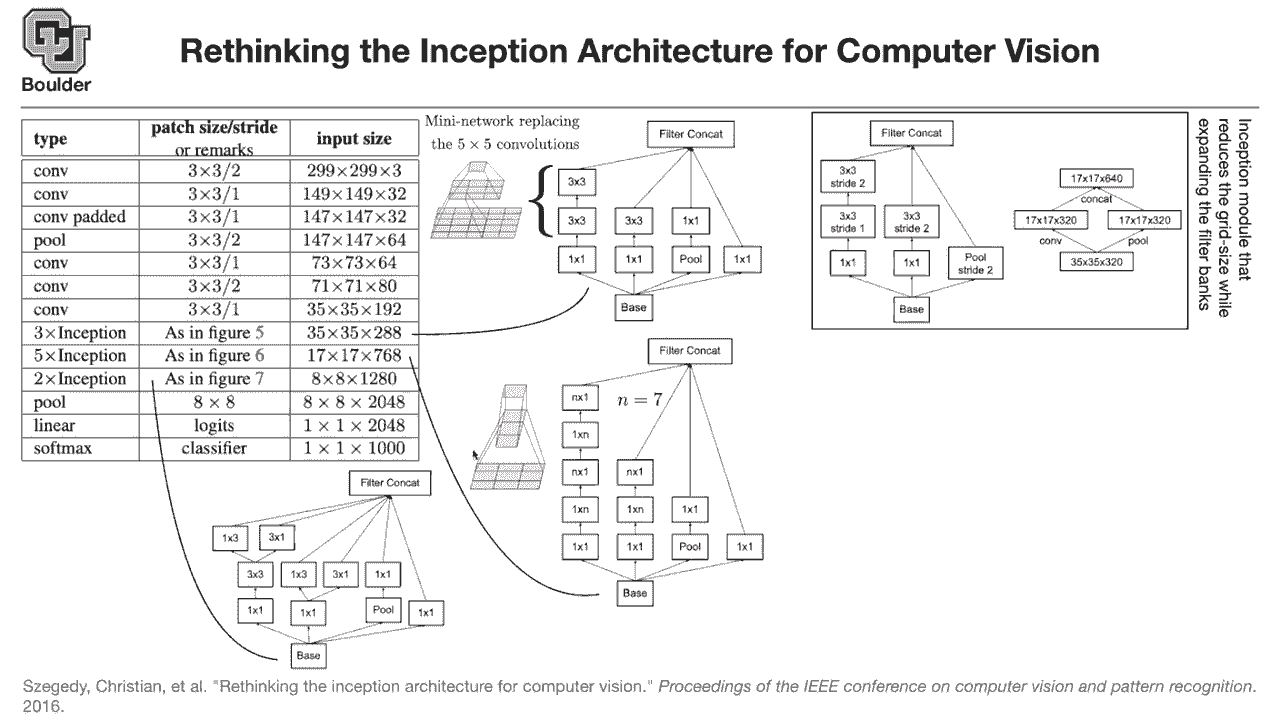 Boulder
Rethinking the Inception Architecture for Computer Vision
type patch size/stride or remarks input size
conv 3×3/2 299×299×3
conv 3×3/1 149×149×32
conv padded 3×3/1 147×147×32
pool 3×3/2 147×147×64
conv 3×3/1 73×73×64
conv 3×3/2 71×71×80
conv 3×3/1 35×35×192
3×Inception As in figure 5 35×35×288
5×Inception As in figure 6 17×17×768
2×Inception As in figure 7 8×8×1280
pool 8 × 8 8 × 8 × 2048
linear logits 1 × 1 × 2048
softmax classifier 1 × 1 × 1000
Mini-network replacing
the 5 × 5 convolutions
Filter Concat
3x3
3x3 3x3 1x1
1x1 1x1 Pool 1x1
Base
Filter Concat
3x3
stride 2
3x3
stride 1
3x3
stride 2
1x1 1x1
Pool
stride 2
Base
17x17x640
concat
17x17x320 17x17x320
conv pool
35x35x320
Inception module that
reduces the grid-size while
expanding the filter banks
Filter Concat
nx1 n = 7
1xn
nx1 nx1
1xn 1xn 1x1
1x1 1x1 Pool 1x1
Base
Filter Concat
1x3 3x1
3x3 1x3 3x1 1x1
1x1 1x1 Pool 1x1
Base
Szegedy, Christian, et al. "Rethinking the inception architecture for computer vision." Proceedings of the IEEE conference on computer vision and pattern recognition.
2016.